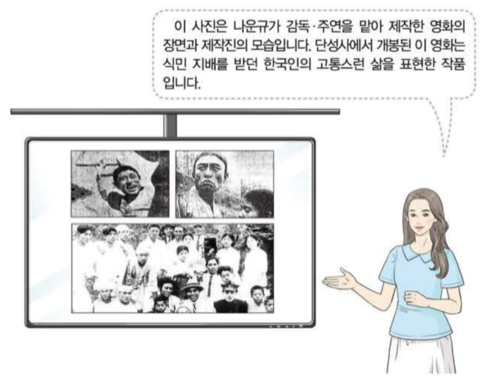 이 사진은 나운규가 감독·주연을 맡아 제작한 영화의
장면과 제작진의 모습입니다. 단성사에서 개봉된 이 영화는
식민 지배를 받던 한국인의 고통스런 삶을 표현한 작품
입니다.